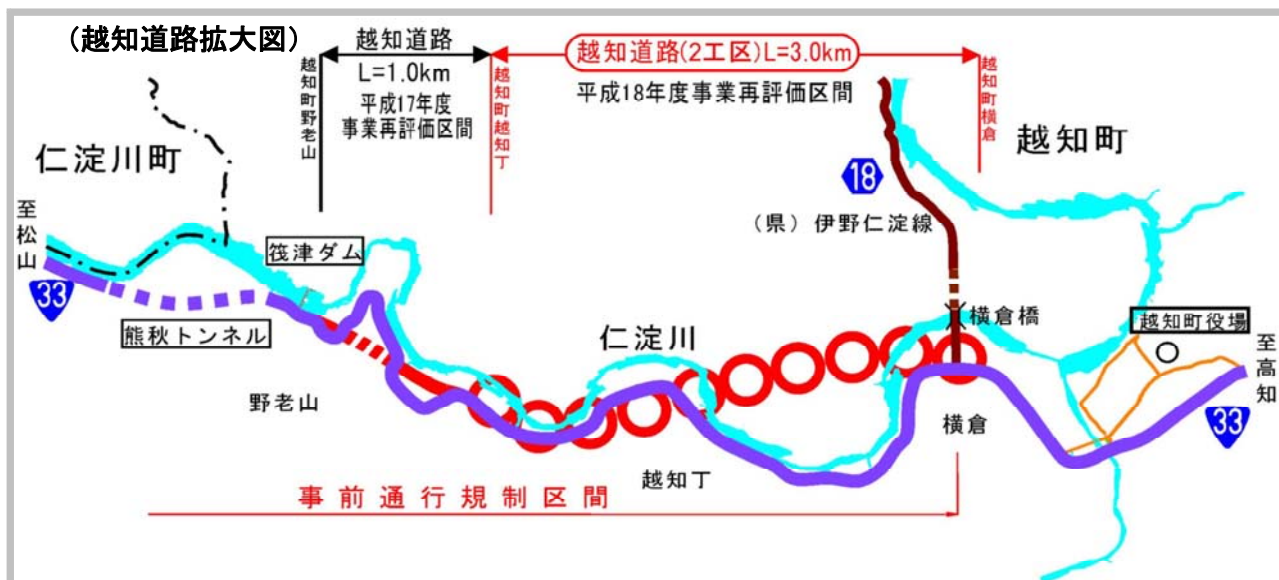 (越知道路拡大図)
越知道路
L=1.0km
平成17年度
事業再評価区間
越知道路(2工区)L=3.0km
平成18年度事業再評価区間
越知町野老山
越知町越知丁
越知町横倉
仁淀川町
越知町
至松山
33
筏津ダム
熊秋トンネル
18
(県)伊野仁淀線
仁淀川
横倉橋
越知町役場
至高知
33
野老山
横倉
越知丁
事前通行規制区間